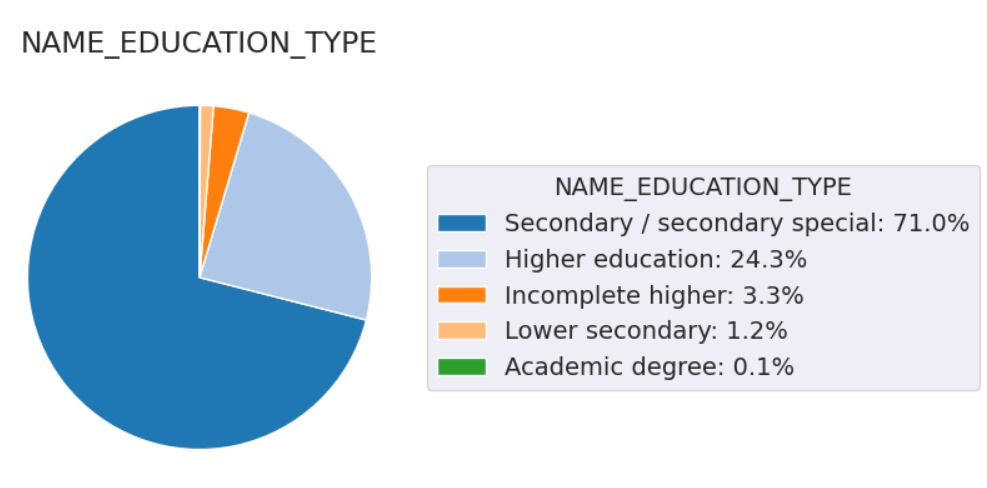 NAME_EDUCATION_TYPE
NAME_EDUCATION_TYPE
Secondary / secondary special: 71.0%
Higher education: 24.3%
Incomplete higher: 3.3%
Lower secondary: 1.2%
Academic degree: 0.1%